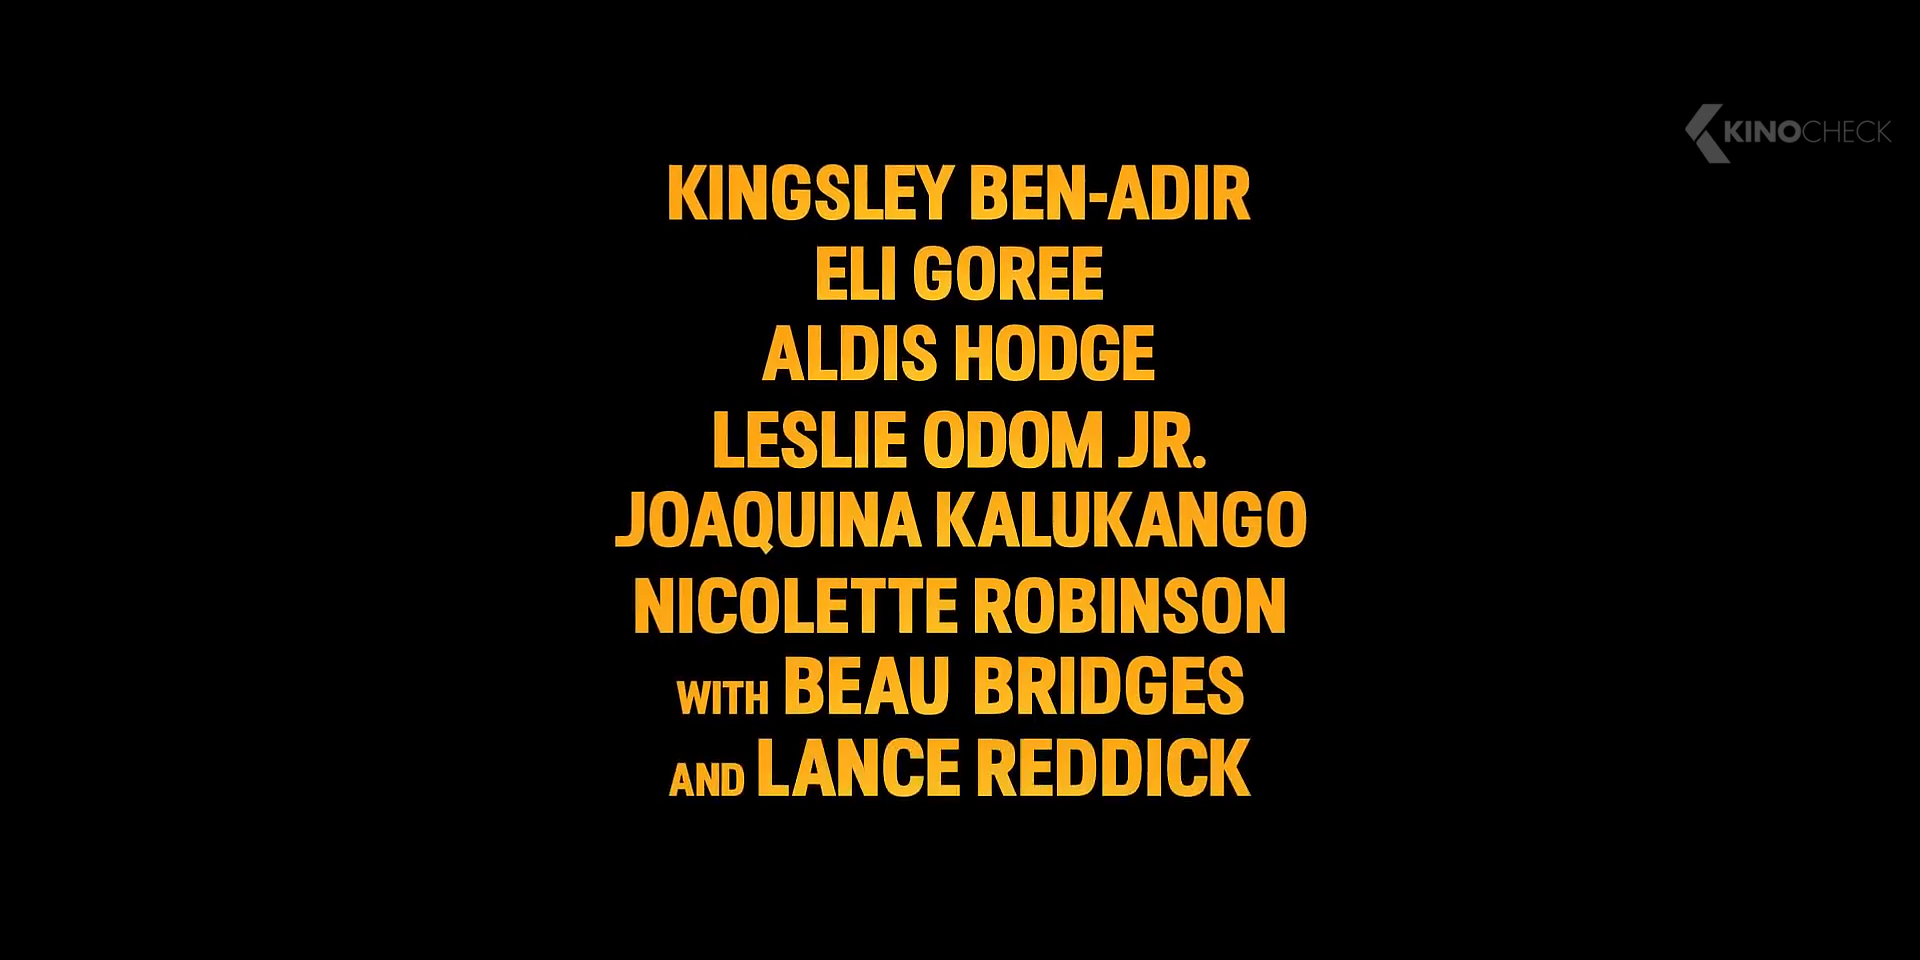 KINOCHECK
KINGSLEY BEN-ADIR
ELI GOREE
ALDIS HODGE
LESLIE ODOM JR.
JOAQUINA KALUKANGO
NICOLETTE ROBINSON
WITH BEAU BRIDGES
AND LANCE REDDICK